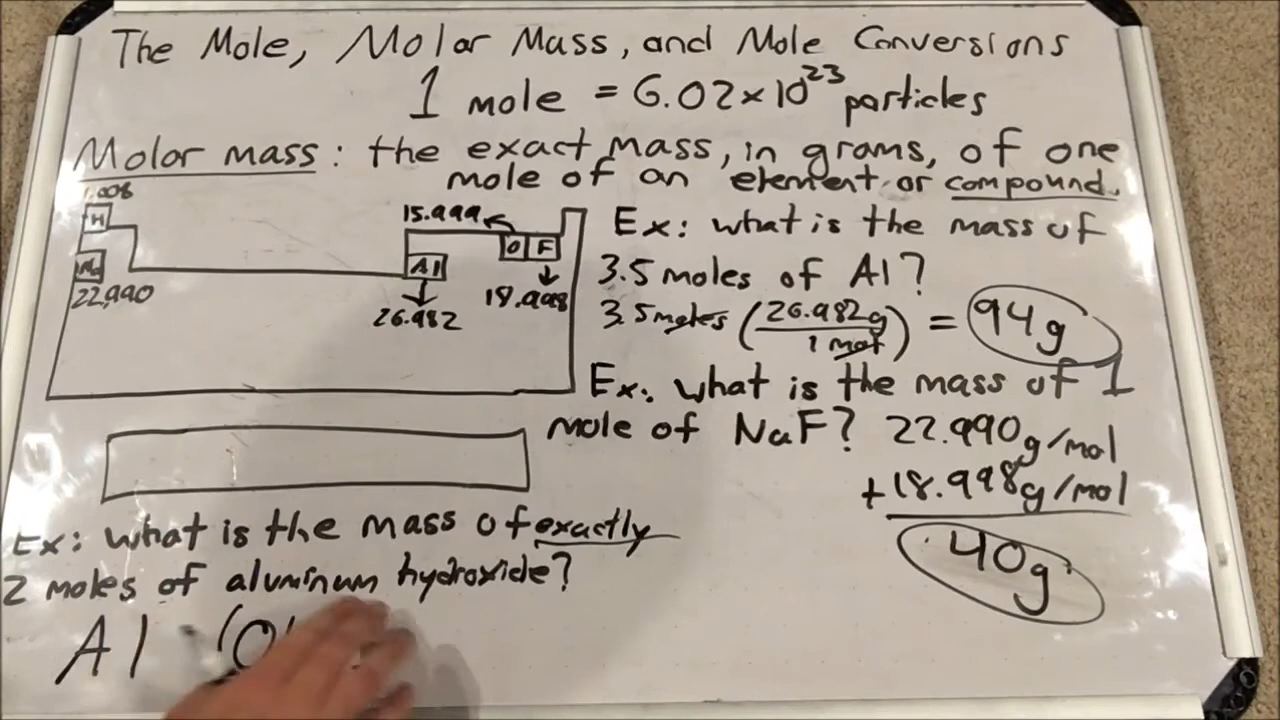 The Mole, Molar Mass, and Mole Conversions
1 mole = 6.02×10²³ particles
Molar mass: the exact mass, in grams, of one
mole of an element or compound.
1.008
H
Na
22.990
15.999
O F
Al
26.982
18.998
Ex: what is the mass of
3.5 moles of Al?
3.5 moles (26.982g / 1 mol) = 94g
Ex. what is the mass of 1
mole of NaF? 22.990g/mol
+18.998g/mol
40g
Ex: what is the mass of exactly
2 moles of aluminum hydroxide?
Al (O